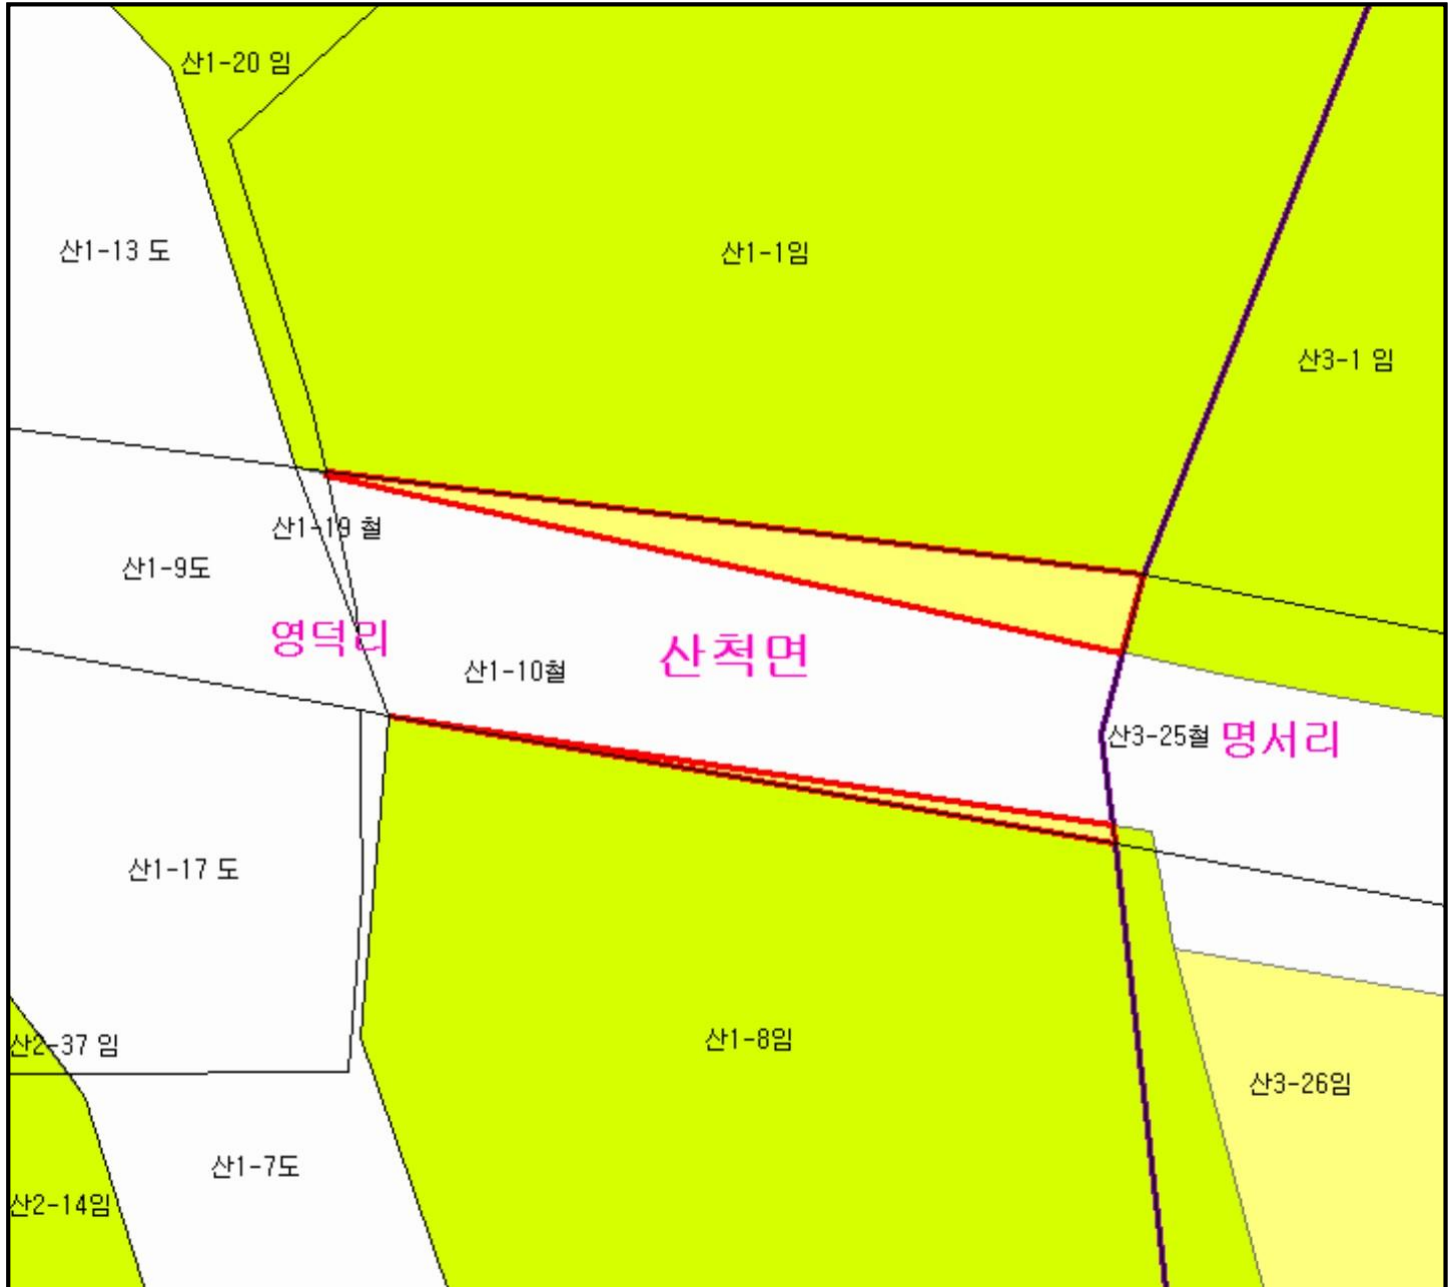 산1-20 임
산1-13 도
산1-1임
산3-1 임
산1-19 철
산1-9도
영덕리
산척면
산1-10철
산3-25철
명서리
산1-17 도
산2-37 임
산1-8임
산3-26임
산1-7도
산2-14임